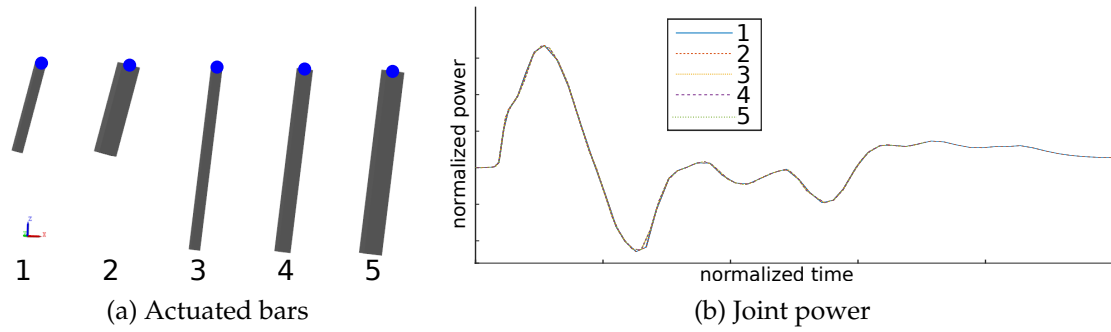 1 2 3 4 5
(a) Actuated bars
normalized power
1
2
3
4
5
normalized time
(b) Joint power